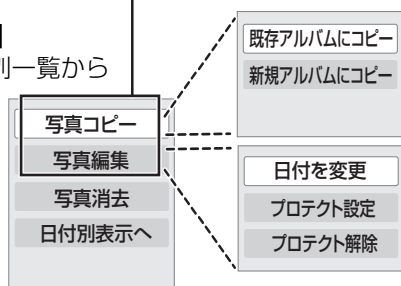 別一覧から
写真コピー
写真編集
写真消去
日付別表示へ
既存アルバムにコピー
新規アルバムにコピー
日付を変更
プロテクト設定
プロテクト解除